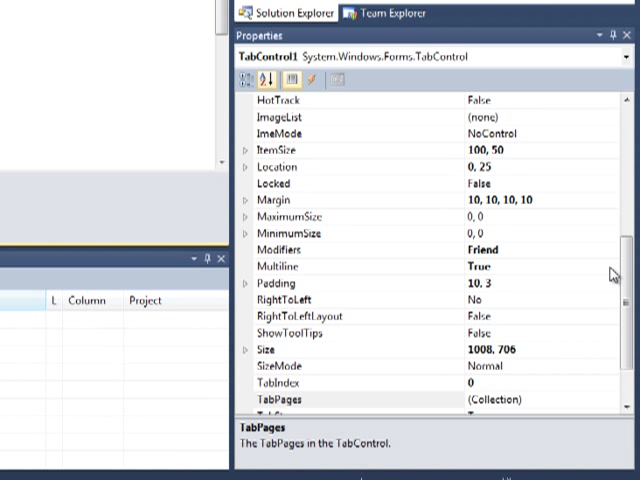 Solution Explorer Team Explorer
Properties
TabControl1 System.Windows.Forms.TabControl
HotTrack False
ImageList (none)
ImeMode NoControl
ItemSize 100, 50
Location 0, 25
Locked False
Margin 10, 10, 10, 10
MaximumSize 0, 0
MinimumSize 0, 0
Modifiers Friend
Multiline True
Padding 10, 3
RightToLeft No
RightToLeftLayout False
ShowToolTips False
Size 1008, 706
SizeMode Normal
TabIndex 0
TabPages (Collection)
TabPages
The TabPages in the TabControl.
L Column Project